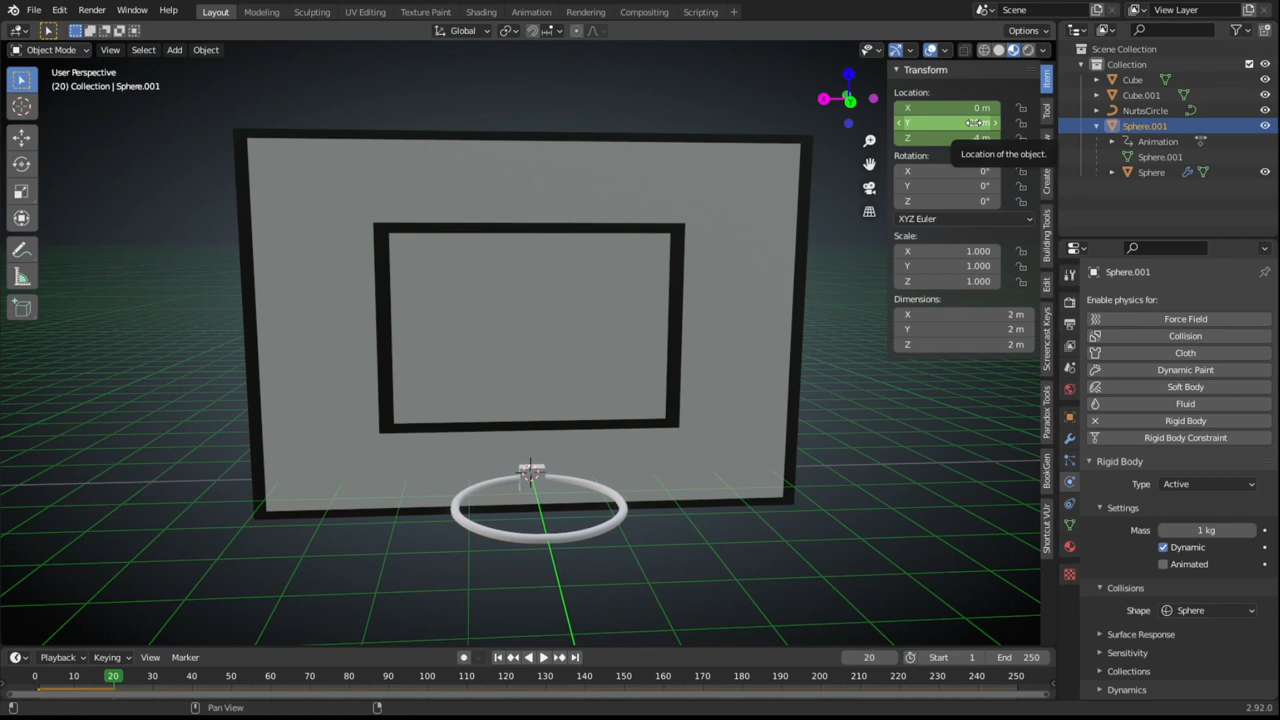 File Edit Render Window Help Layout Modeling Sculpting UV Editing Texture Paint Shading Animation Rendering Compositing Scripting + Scene View Layer
Global Options
Object Mode View Select Add Object
User Perspective
(20) Collection | Sphere.001
Transform
Location:
X 0 m
Y m
Z -4 m
Location of the object.
Rotation:
X 0°
Y 0°
Z 0°
XYZ Euler
Scale:
X 1.000
Y 1.000
Z 1.000
Dimensions:
X 2 m
Y 2 m
Z 2 m
Item
Tool
Create
Building Tools
Edit
Screencast Keys
Paradox Tools
BookGen
Shortcut VUr
Z
Y
X
Scene Collection
Collection
Cube
Cube.001
NurbsCircle
Sphere.001
Animation
Sphere.001
Sphere
Sphere.001
Enable physics for:
Force Field
Collision
Cloth
Dynamic Paint
Soft Body
Fluid
Rigid Body
Rigid Body Constraint
Rigid Body
Type Active
Settings
Mass 1 kg
Dynamic
Animated
Collisions
Shape Sphere
Surface Response
Sensitivity
Collections
Dynamics
Playback Keying View Marker 20 Start 1 End 250
0 10 20 30 40 50 60 70 80 90 100 110 120 130 140 150 160 170 180 190 200 210 220 230 240 250
Pan View 2.92.0